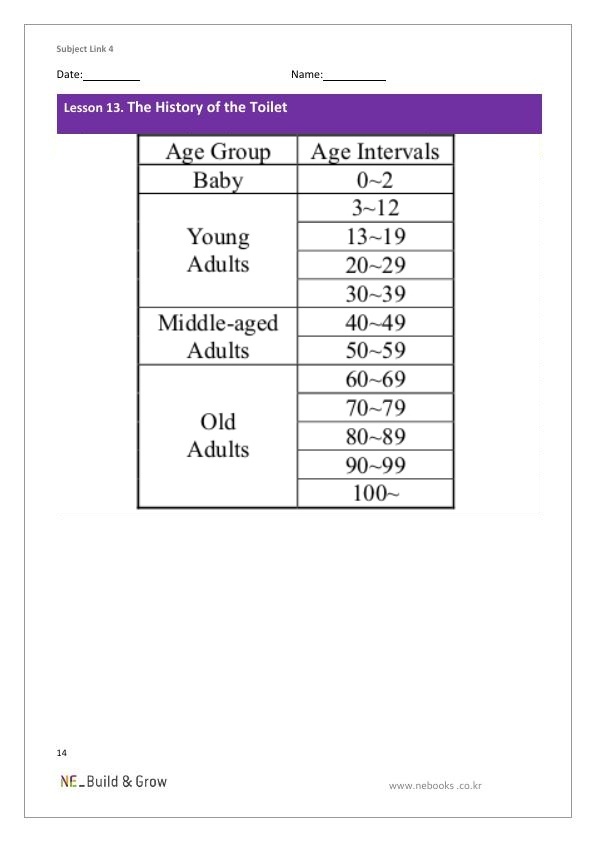 Subject Link 4
Date:__________ Name:___________
Lesson 13. The History of the Toilet
Age Group Age Intervals
Baby 0~2
Young Adults 3~12
13~19
20~29
30~39
Middle-aged Adults 40~49
50~59
Old Adults 60~69
70~79
80~89
90~99
100~
14
NE_Build & Grow www.nebooks .co.kr